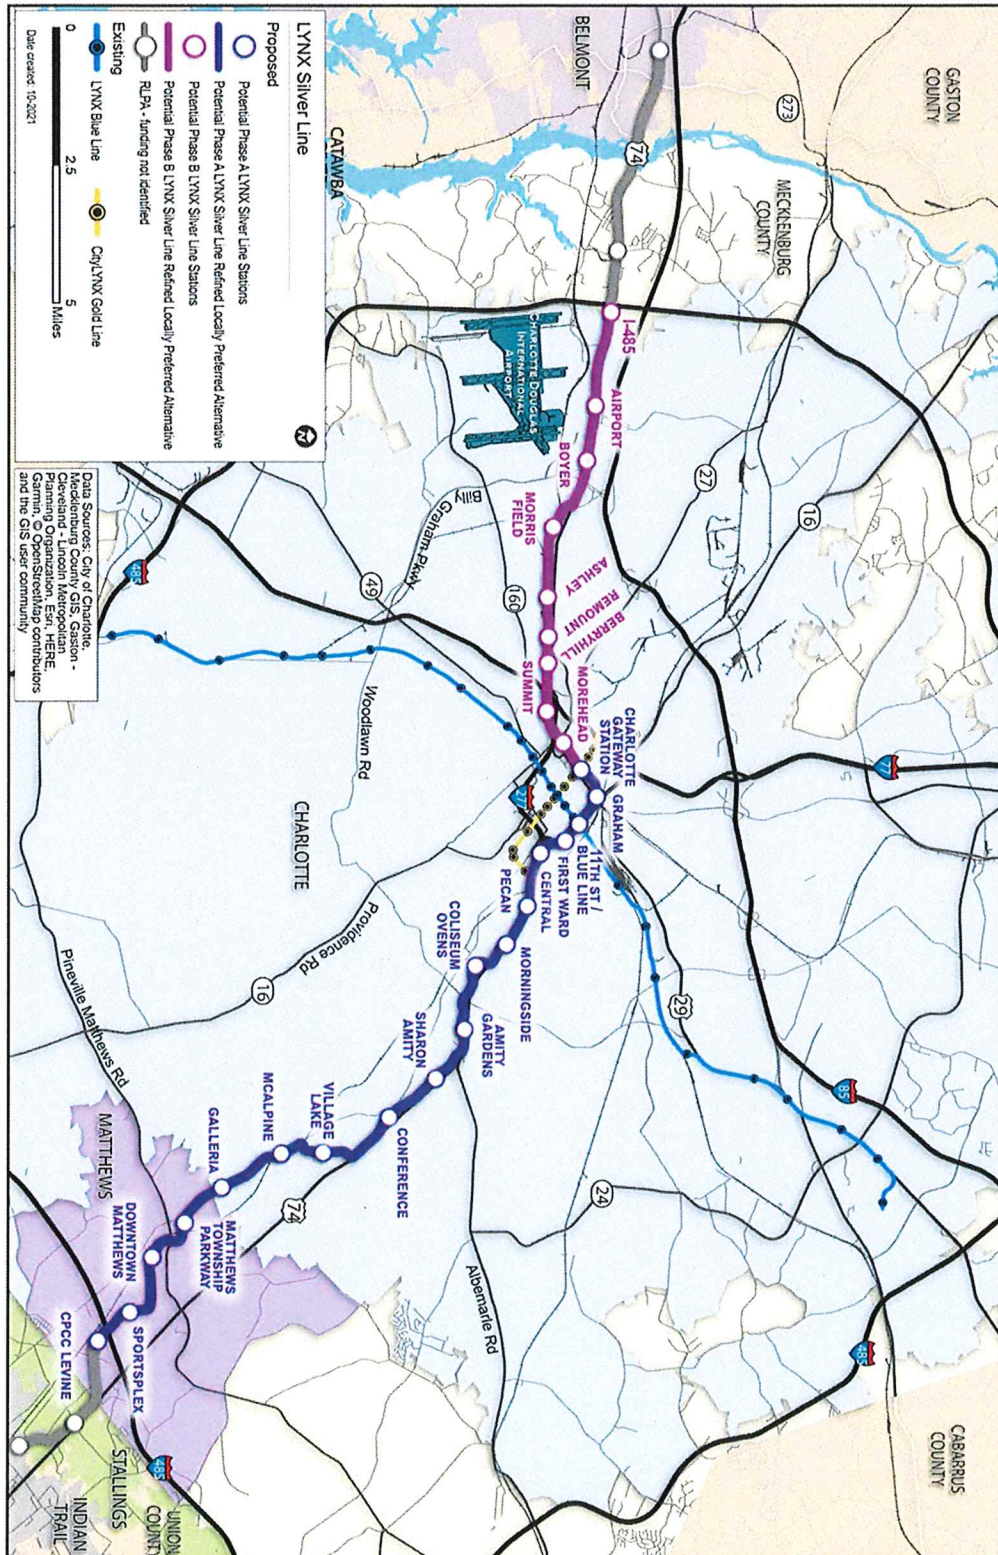 LYNX Silver Line
Proposed
Potential Phase A LYNX Silver Line Stations
Potential Phase A LYNX Silver Line Refined Locally Preferred Alternative
Potential Phase B LYNX Silver Line Stations
Potential Phase B LYNX Silver Line Refined Locally Preferred Alternative
RLPA - funding not identified
Existing
LYNX Blue Line
CityLYNX Gold Line
0
2.5
5
Miles
Date created: 10-2021
N
Data Sources: City of Charlotte,
Mecklenburg County GIS, Gaston -
Cleveland - Lincoln Metropolitan
Planning Organization, Esri, HERE,
Garmin, © OpenStreetMap contributors
and the GIS user community
GASTON
COUNTY
273
MECKLENBURG
COUNTY
BELMONT
74
CATAWBA
I-485
AIRPORT
CHARLOTTE-DOUGLAS
INTERNATIONAL
AIRPORT
BOYER
MORRIS
FIELD
ASHLEY
REMOUNT
BERRYHILL
SUMMIT
MOREHEAD
CHARLOTTE
GATEWAY
STATION
GRAHAM
11TH ST /
BLUE LINE
FIRST WARD
CENTRAL
PECAN
MORNINGSIDE
COLISEUM
OVENS
AMITY
GARDENS
SHARON
AMITY
CONFERENCE
VILLAGE
LAKE
MCALPINE
GALLERIA
MATTHEWS
TOWNSHIP
PARKWAY
DOWNTOWN
MATTHEWS
SPORTSPLEX
CPCC LEVINE
27
16
160
Billy Graham Pkwy
49
Woodlawn Rd
485
77
277
CHARLOTTE
Providence Rd
16
Pineville Matthews Rd
MATTHEWS
29
85
24
74
Albemarle Rd
485
485
STALLINGS
INDIAN
TRAIL
UNION
COUNTY
CABARRUS
COUNTY